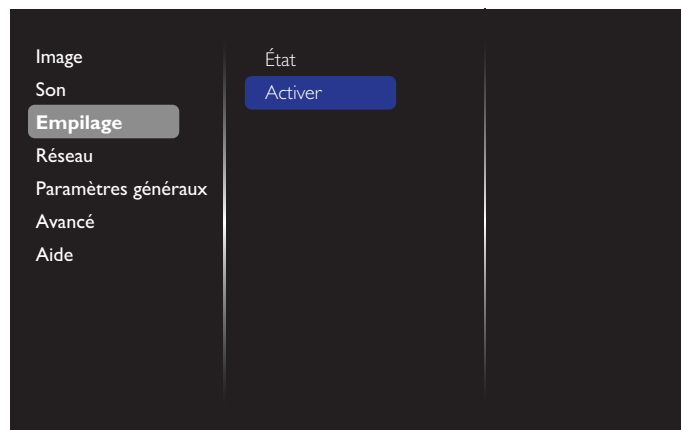 Image
Son
Empilage
Réseau
Paramètres généraux
Avancé
Aide
État
Activer